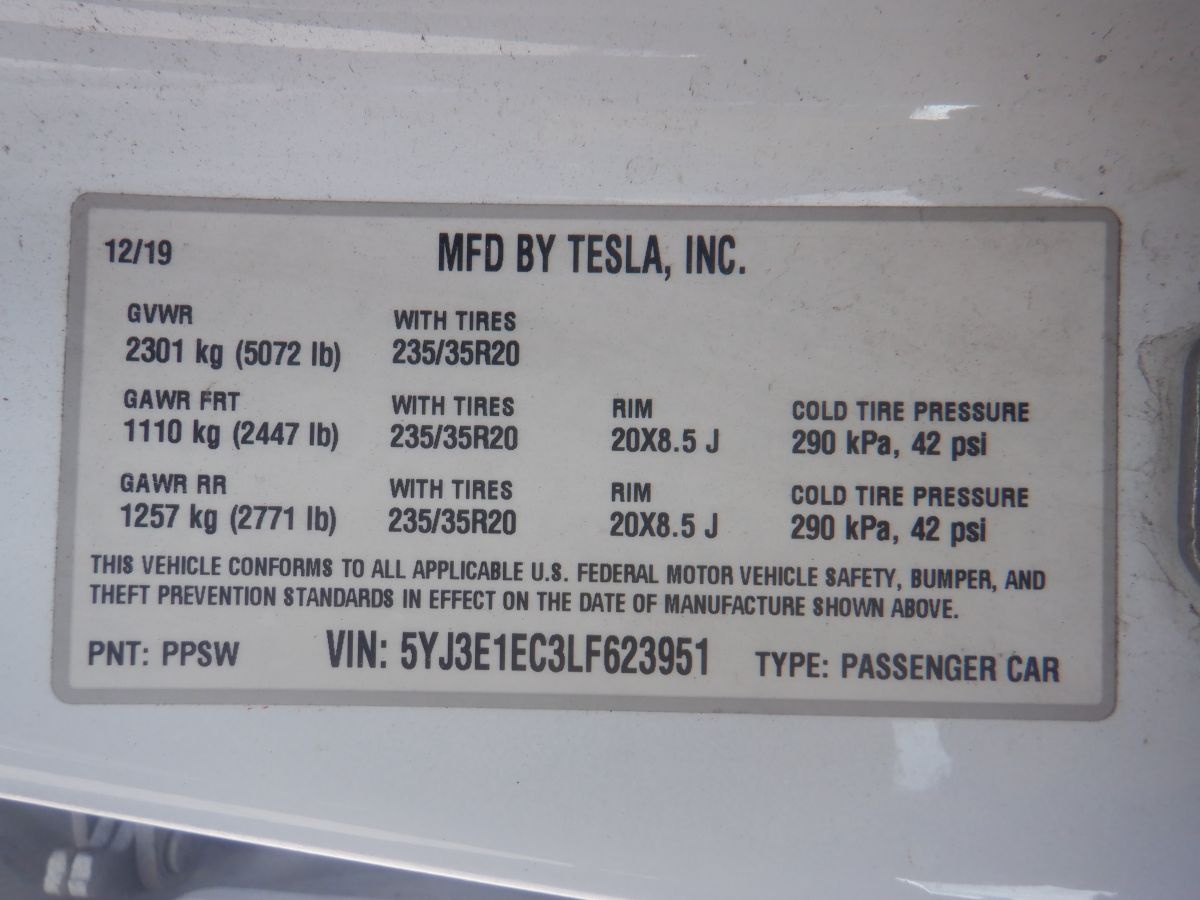 12/19 MFD BY TESLA, INC.
GVWR WITH TIRES
2301 kg (5072 lb) 235/35R20
GAWR FRT WITH TIRES RIM COLD TIRE PRESSURE
1110 kg (2447 lb) 235/35R20 20X8.5 J 290 kPa, 42 psi
GAWR RR WITH TIRES RIM COLD TIRE PRESSURE
1257 kg (2771 lb) 235/35R20 20X8.5 J 290 kPa, 42 psi
THIS VEHICLE CONFORMS TO ALL APPLICABLE U.S. FEDERAL MOTOR VEHICLE SAFETY, BUMPER, AND
THEFT PREVENTION STANDARDS IN EFFECT ON THE DATE OF MANUFACTURE SHOWN ABOVE.
PNT: PPSW VIN: 5YJ3E1EC3LF623951 TYPE: PASSENGER CAR